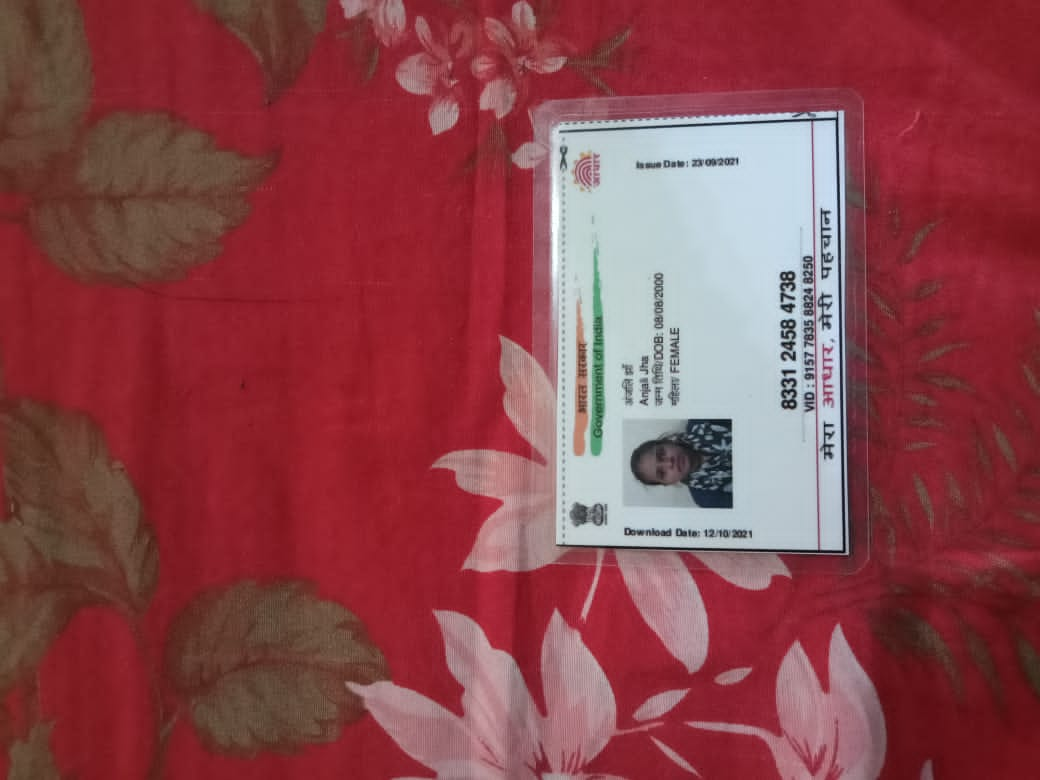 भारत सरकार
Government of India
आधार
Issue Date: 23/09/2021
Download Date: 12/10/2021
अंजलि झाॅ
Anjali Jha
जन्म तिथि/DOB: 08/08/2000
महिला/ FEMALE
8331 2458 4738
VID : 9157 7835 8824 8250
मेरा आधार, मेरी पहचान